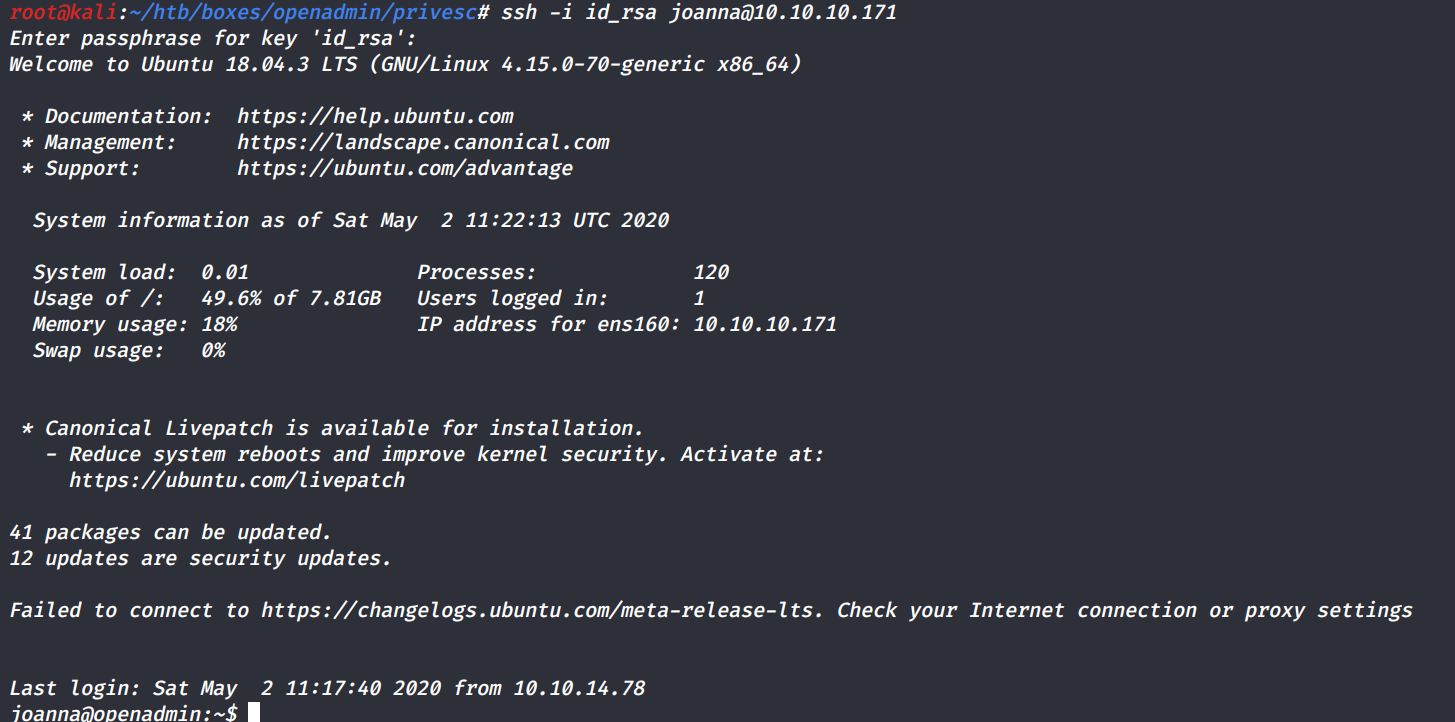 root@kali:~/htb/boxes/openadmin/privesc# ssh -i id_rsa joanna@10.10.10.171
Enter passphrase for key 'id_rsa':
Welcome to Ubuntu 18.04.3 LTS (GNU/Linux 4.15.0-70-generic x86_64)
* Documentation:  https://help.ubuntu.com
* Management:     https://landscape.canonical.com
* Support:        https://ubuntu.com/advantage
System information as of Sat May  2 11:22:13 UTC 2020
System load:  0.01               Processes:             120
Usage of /:   49.6% of 7.81GB   Users logged in:       1
Memory usage: 18%               IP address for ens160: 10.10.10.171
Swap usage:   0%
* Canonical Livepatch is available for installation.
- Reduce system reboots and improve kernel security. Activate at:
https://ubuntu.com/livepatch
41 packages can be updated.
12 updates are security updates.
Failed to connect to https://changelogs.ubuntu.com/meta-release-lts. Check your Internet connection or proxy settings
Last login: Sat May  2 11:17:40 2020 from 10.10.14.78
joanna@openadmin:~$